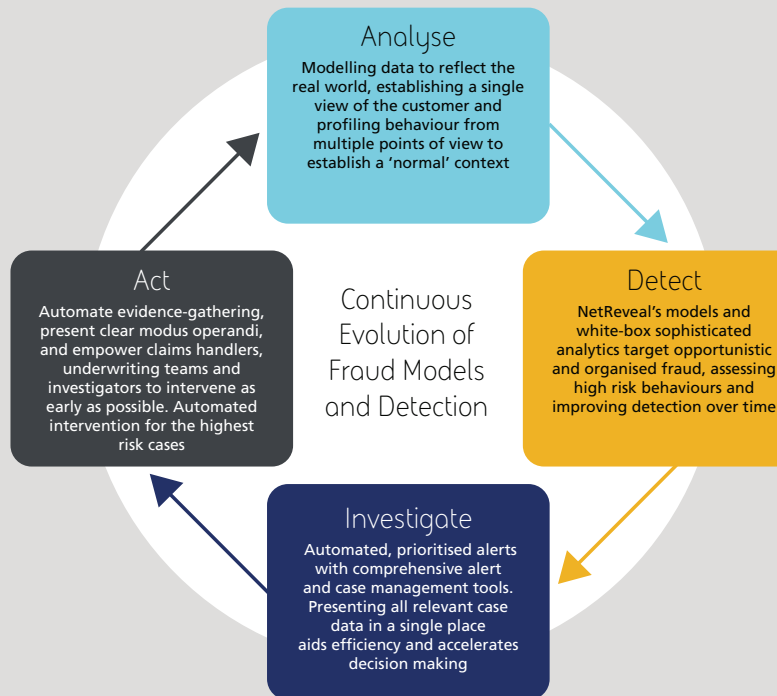 Analyse
Modelling data to reflect the
real world, establishing a single
view of the customer and
profiling behaviour from
multiple points of view to
establish a ‘normal’ context
Detect
NetReveal’s models and
white-box sophisticated
analytics target opportunistic
and organised fraud, assessing
high risk behaviours and
improving detection over time
Investigate
Automated, prioritised alerts
with comprehensive alert
and case management tools.
Presenting all relevant case
data in a single place
aids efficiency and accelerates
decision making
Act
Automate evidence-gathering,
present clear modus operandi,
and empower claims handlers,
underwriting teams and
investigators to intervene as
early as possible. Automated
intervention for the highest
risk cases
Continuous
Evolution of
Fraud Models
and Detection